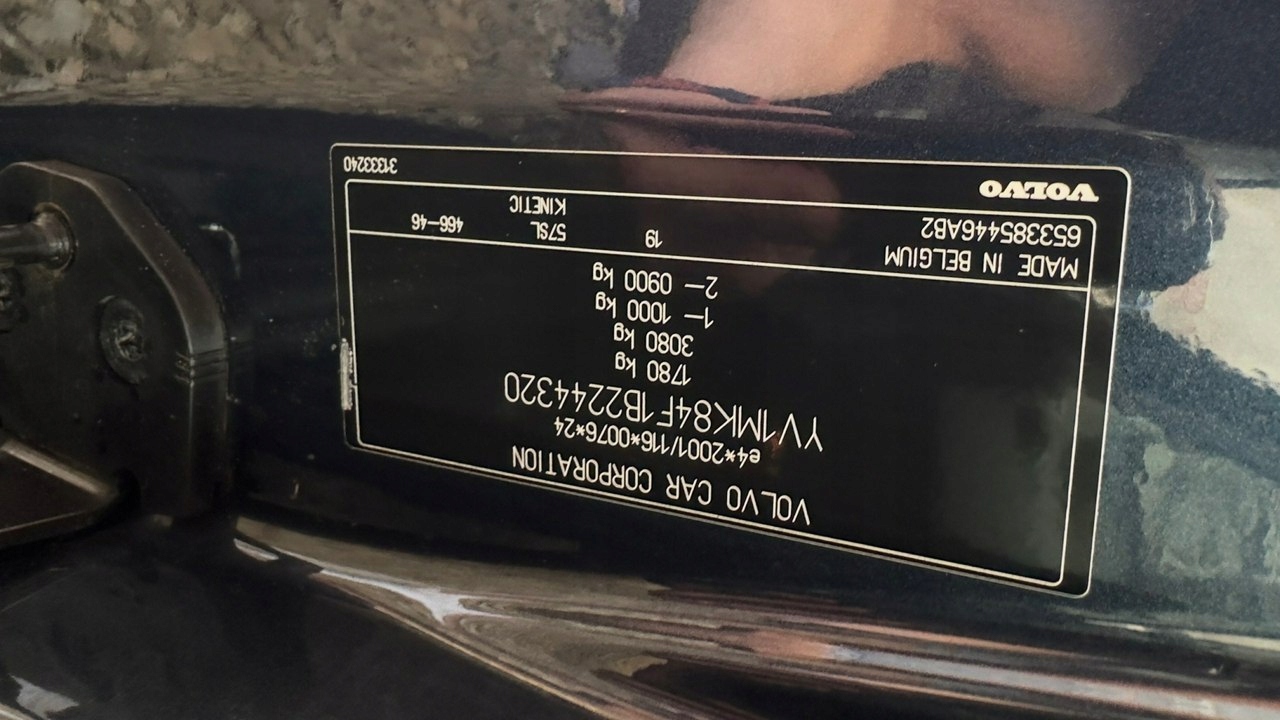 VOLVO CAR CORPORATION
e4*2001/116*0076*24
YV1MK84F1B2244320
1780 kg
3080 kg
1– 1000 kg
2– 0900 kg
MADE IN BELGIUM
653385446AB2 19 57SL 466-46
KINETIC
VOLVO 31333240